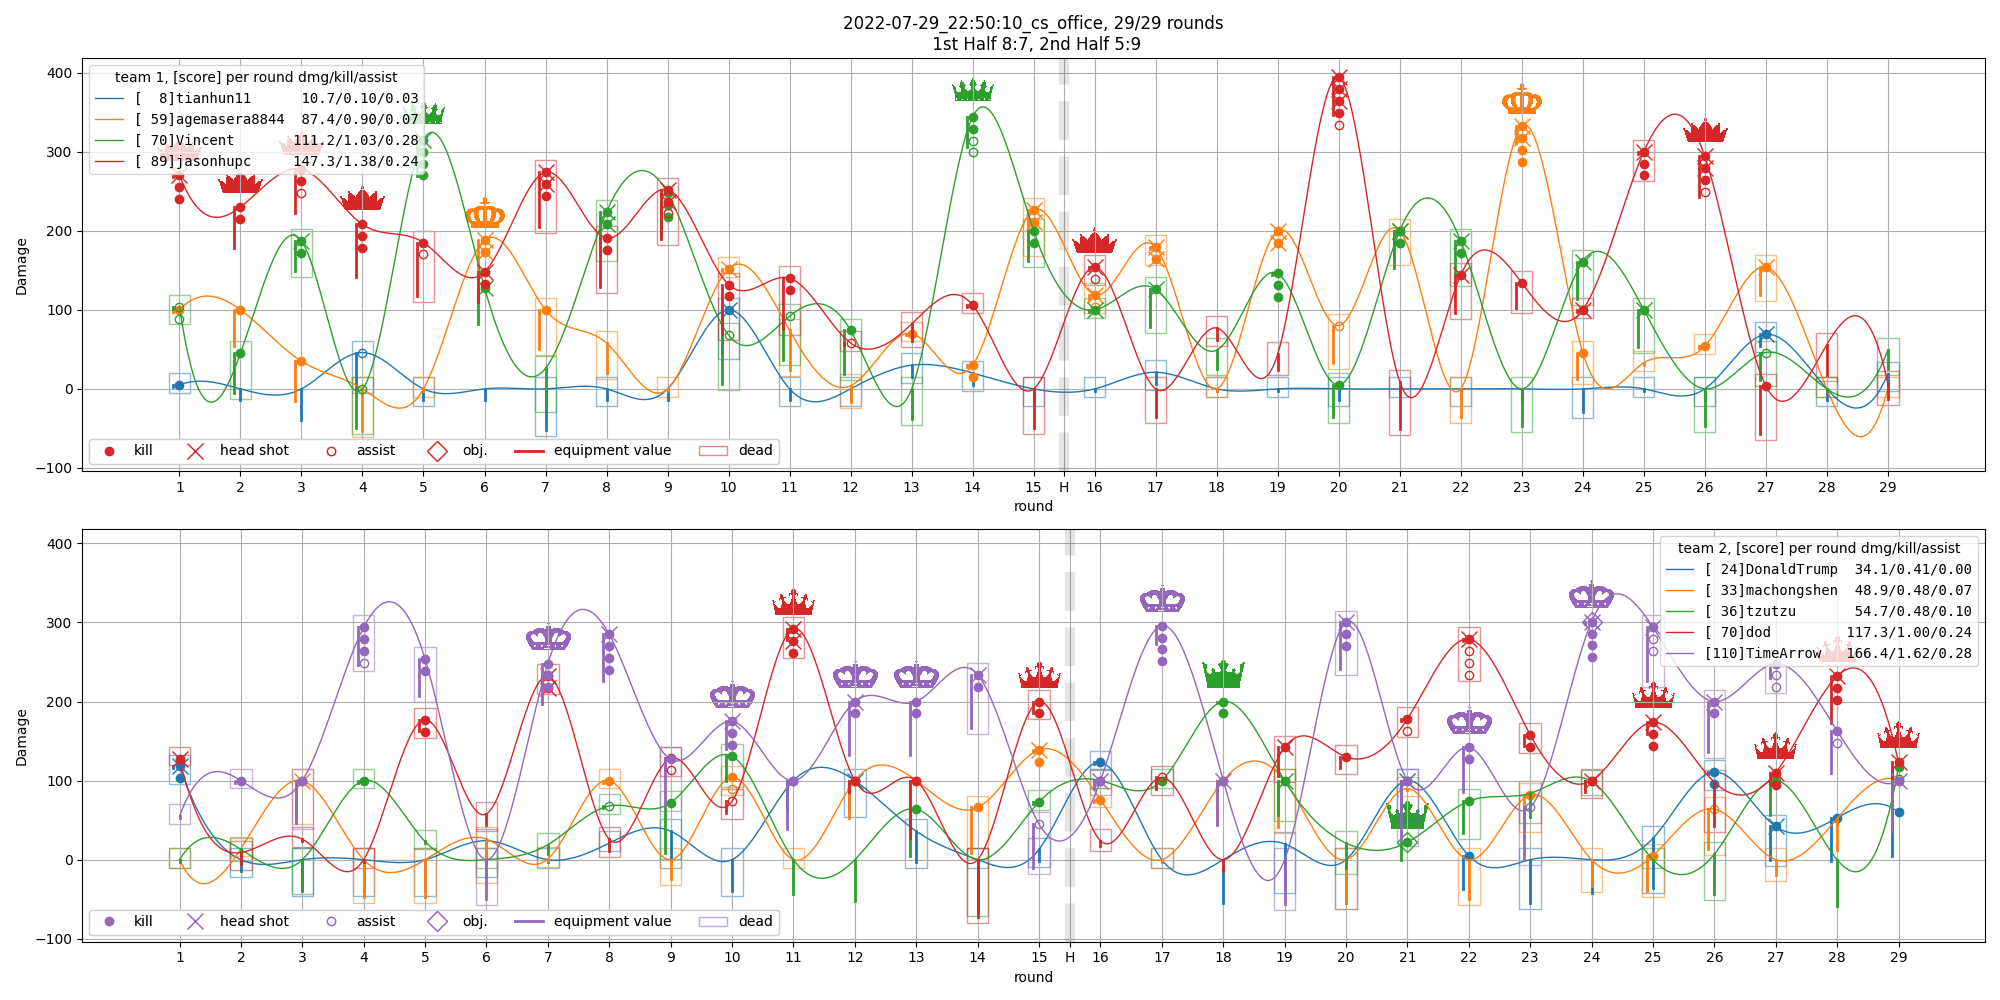 2022-07-29_22:50:10_cs_office, 29/29 rounds
1st Half 8:7, 2nd Half 5:9
team 1, [score] per round dmg/kill/assist
[  8]tianhun11      10.7/0.10/0.03
[ 59]agemasera8844  87.4/0.90/0.07
[ 70]Vincent       111.2/1.03/0.28
[ 89]jasonhupc     147.3/1.38/0.24
400
300
200
100
0
−100
Damage
kill head shot assist obj. equipment value dead
1 2 3 4 5 6 7 8 9 10 11 12 13 14 15 H 16 17 18 19 20 21 22 23 24 25 26 27 28 29
round
team 2, [score] per round dmg/kill/assist
[ 24]DonaldTrump  34.1/0.41/0.00
[ 33]machongshen  48.9/0.48/0.07
[ 36]tzutzu       54.7/0.48/0.10
[ 70]dod         117.3/1.00/0.24
[110]TimeArrow   166.4/1.62/0.28
400
300
200
100
0
−100
Damage
kill head shot assist obj. equipment value dead
1 2 3 4 5 6 7 8 9 10 11 12 13 14 15 H 16 17 18 19 20 21 22 23 24 25 26 27 28 29
round